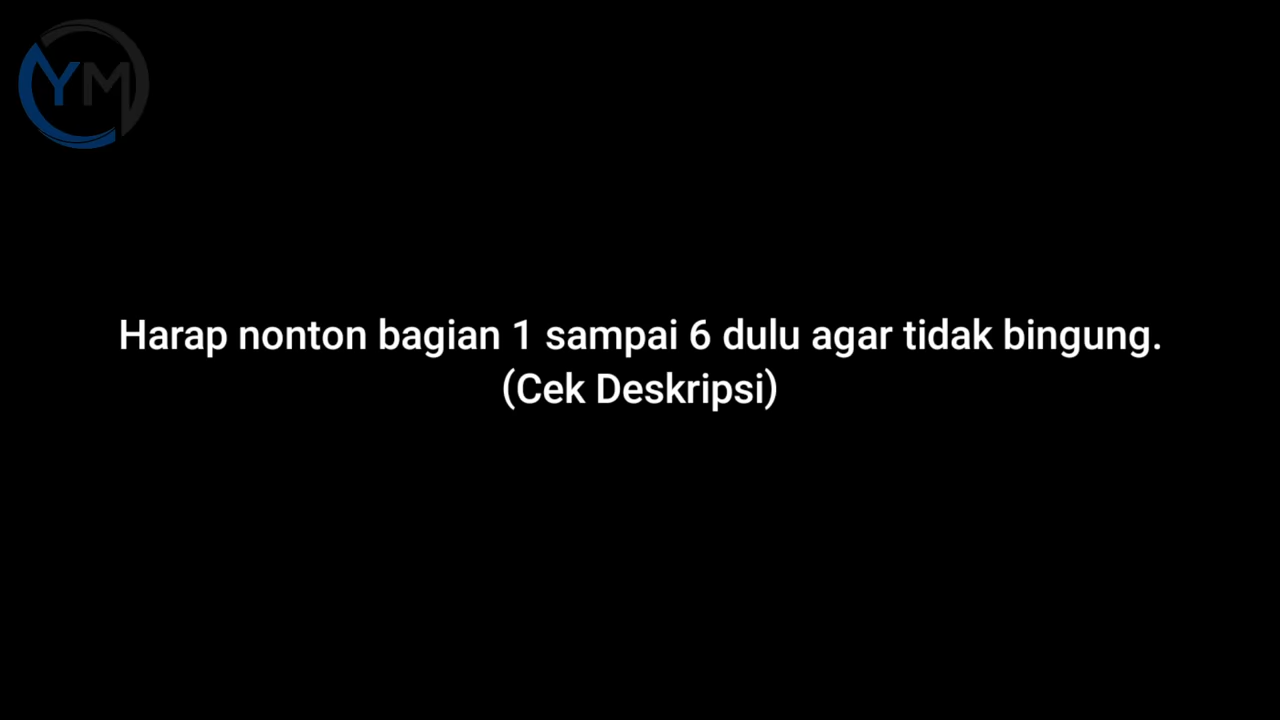 YM
Harap nonton bagian 1 sampai 6 dulu agar tidak bingung.
(Cek Deskripsi)